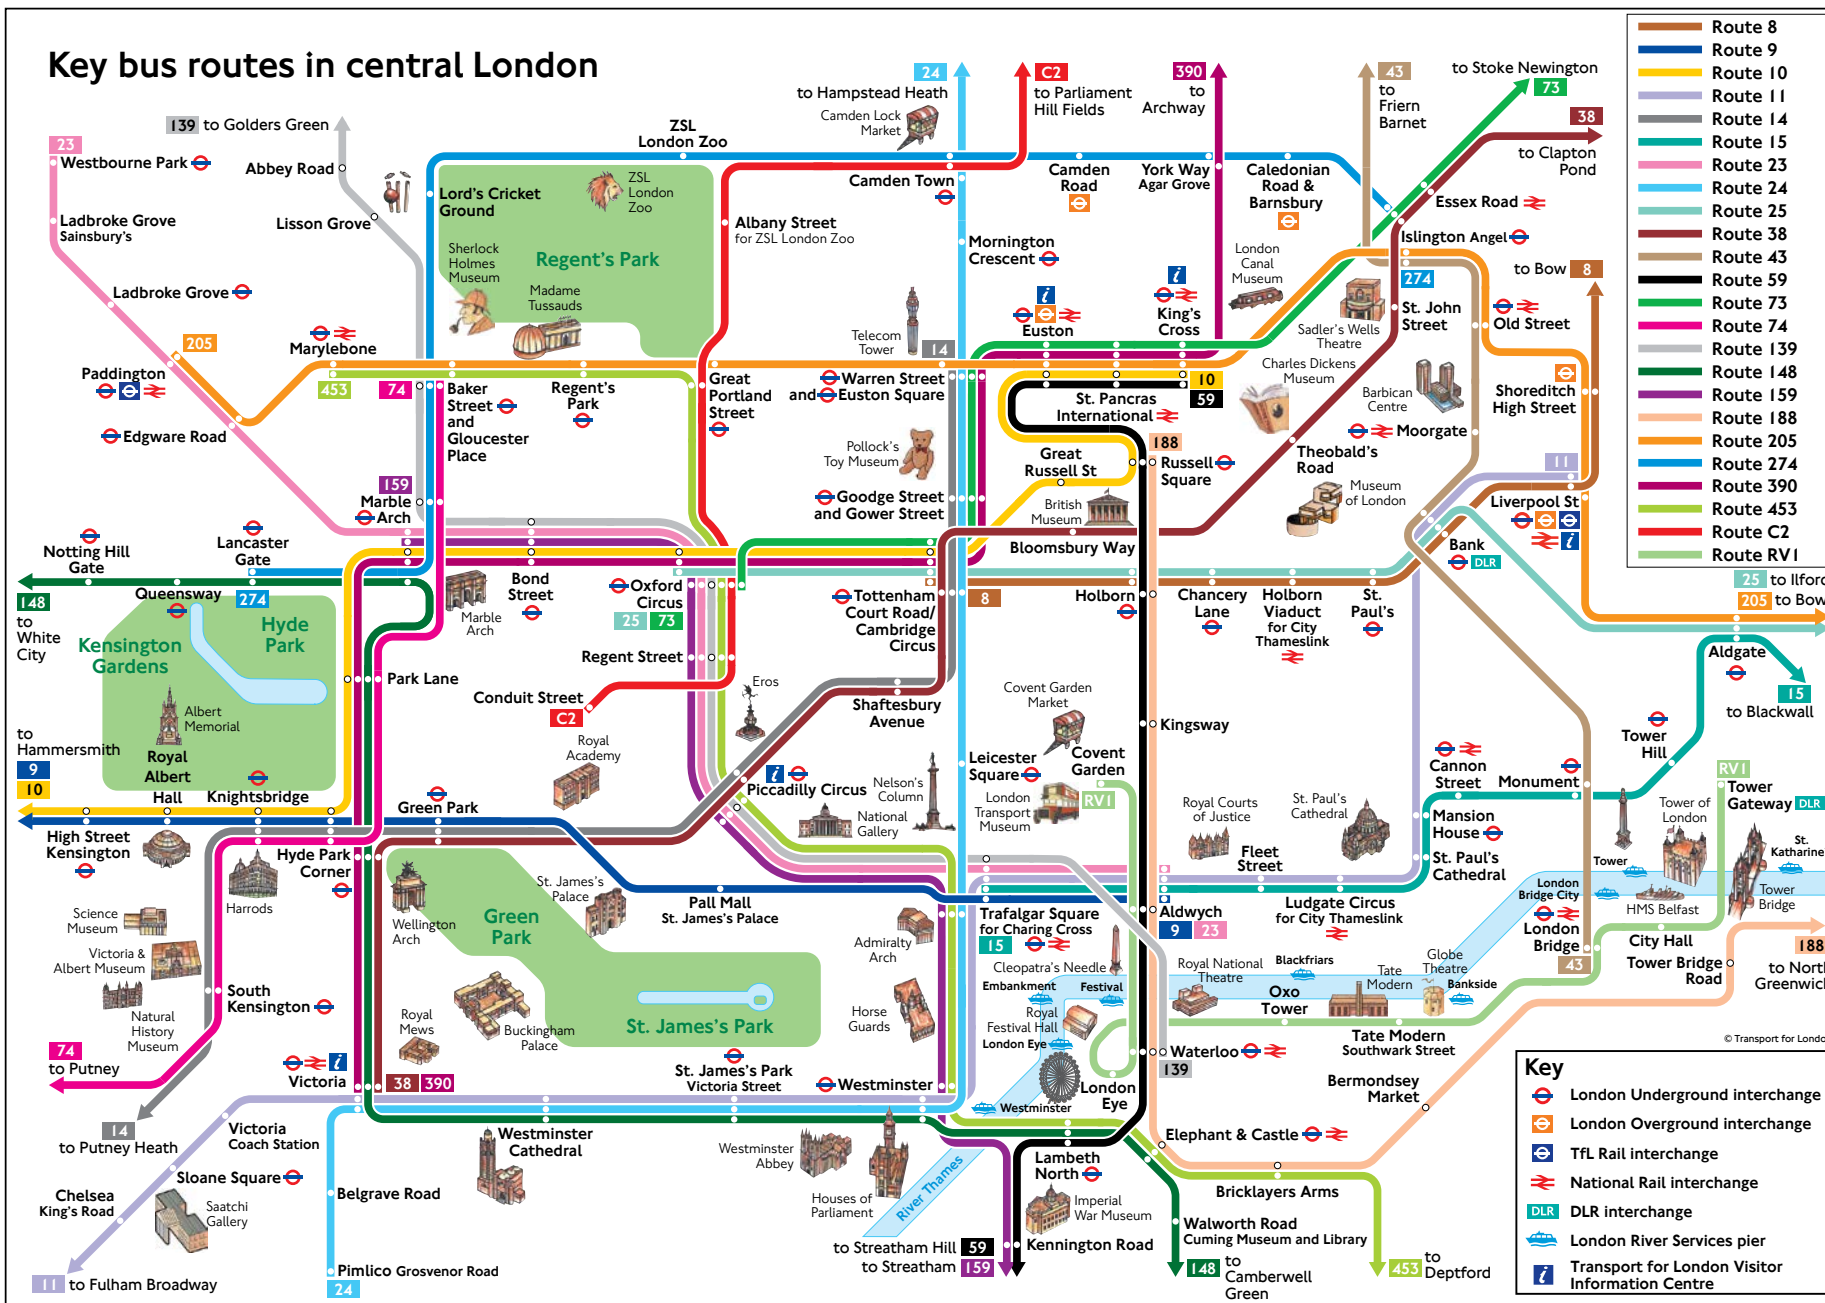 Key bus routes in central London
Route 8
Route 9
Route 10
Route 11
Route 14
Route 15
Route 23
Route 24
Route 25
Route 38
Route 43
Route 59
Route 73
Route 74
Route 139
Route 148
Route 159
Route 188
Route 205
Route 274
Route 390
Route 453
Route C2
Route RV1
24
to Hampstead Heath
C2
to Parliament
Hill Fields
390
to
Archway
43
to
Friern
Barnet
to Stoke Newington
73
38
to Clapton
Pond
139 to Golders Green
23
Westbourne Park
Abbey Road
Ladbroke Grove
Sainsbury's
Lisson Grove
Ladbroke Grove
Lord's Cricket
Ground
ZSL
London Zoo
ZSL
London
Zoo
Camden Lock
Market
Camden Town
Albany Street
for ZSL London Zoo
Camden
Road
York Way
Agar Grove
Caledonian
Road &
Barnsbury
Essex Road
Islington Angel
274
to Bow 8
Sherlock
Holmes
Museum
Regent's Park
Madame
Tussauds
Mornington
Crescent
London
Canal
Museum
Euston
King's
Cross
Sadler's Wells
Theatre
St. John
Street
Old Street
Telecom
Tower
14
205
Marylebone
Paddington
453
74
Baker
Street
and
Gloucester
Place
Regent's
Park
Great
Portland
Street
Warren Street
and Euston Square
10
59
St. Pancras
International
Charles Dickens
Museum
Barbican
Centre
Shoreditch
High Street
Moorgate
Edgware Road
Pollock's
Toy Museum
Great
Russell St
188
Russell
Square
Theobald's
Road
Museum
of London
11
Liverpool St
159
Marble
Arch
Goodge Street
and Gower Street
British
Museum
Bloomsbury Way
Bank
DLR
Notting Hill
Gate
Lancaster
Gate
Queensway
274
148
to
White
City
Kensington
Gardens
Hyde
Park
Marble
Arch
Bond
Street
Oxford
Circus
25 73
Tottenham
Court Road/
Cambridge
Circus
8
Holborn
Chancery
Lane
Holborn
Viaduct
for City
Thameslink
St.
Paul's
25 to Ilford
205 to Bow
Aldgate
15
to Blackwall
Regent Street
Park Lane
Conduit Street
C2
Eros
Shaftesbury
Avenue
Covent Garden
Market
Kingsway
Albert
Memorial
to
Hammersmith
9
10
Royal
Albert
Hall
Knightsbridge
Green Park
Royal
Academy
Piccadilly Circus
National
Gallery
Nelson's
Column
Leicester
Square
London
Transport
Museum
Covent
Garden
RV1
Royal Courts
of Justice
St. Paul's
Cathedral
Cannon
Street
Monument
Tower
Hill
RV1
Tower
Gateway DLR
Tower of
London
Mansion
House
St. Paul's
Cathedral
Fleet
Street
High Street
Kensington
Harrods
Hyde Park
Corner
Wellington
Arch
Green
Park
St. James's
Palace
Pall Mall
St. James's Palace
Admiralty
Arch
Trafalgar Square
for Charing Cross
15
Aldwych
9 23
Ludgate Circus
for City Thameslink
Tower
St.
Katharine's
London
Bridge City
HMS Belfast
Tower
Bridge
London
Bridge
43
City Hall
Tower Bridge
Road
188
to North
Greenwich
Science
Museum
Victoria &
Albert Museum
Natural
History
Museum
South
Kensington
Royal
Mews
Buckingham
Palace
St. James's Park
Horse
Guards
Cleopatra's Needle
Embankment
Festival
Royal
Festival Hall
London Eye
Royal National
Theatre
Blackfriars
Oxo
Tower
Tate
Modern
Globe
Theatre
Bankside
Tate Modern
Southwark Street
© Transport for London
74
to Putney
14
to Putney Heath
Victoria
38 390
St. James's Park
Victoria Street
Westminster
Westminster
London
Eye
Waterloo
139
Bermondsey
Market
Victoria
Coach Station
Sloane Square
Chelsea
King's Road
Saatchi
Gallery
Belgrave Road
Westminster
Cathedral
Westminster
Abbey
Houses of
Parliament
River Thames
Lambeth
North
Imperial
War Museum
Elephant & Castle
Bricklayers Arms
Walworth Road
Cuming Museum and Library
11 to Fulham Broadway
Pimlico Grosvenor Road
24
to Streatham Hill 59
to Streatham 159
Kennington Road
148 to
Camberwell
Green
453 to
Deptford
Key
London Underground interchange
London Overground interchange
TfL Rail interchange
National Rail interchange
DLR DLR interchange
London River Services pier
Transport for London Visitor
Information Centre